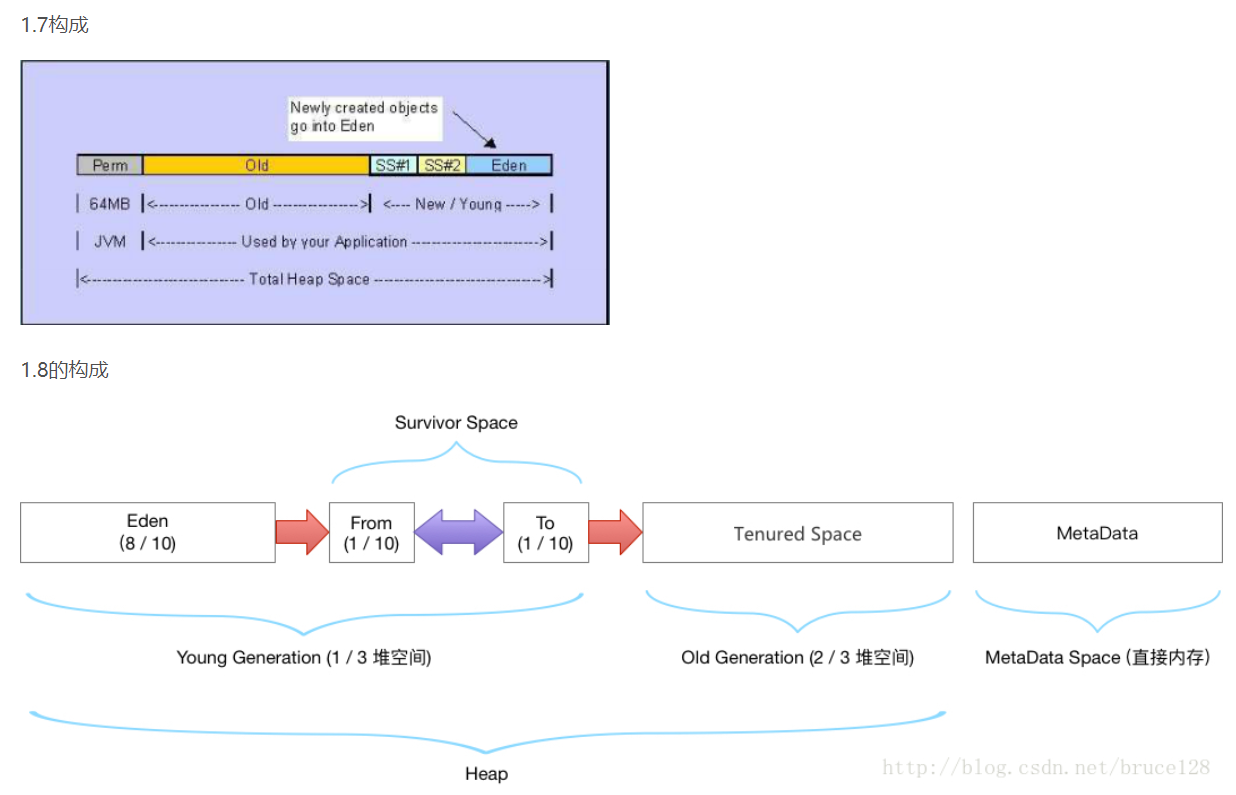 1.7构成
Newly created objects
go into Eden
Perm Old SS#1 SS#2 Eden
64MB Old New / Young
JVM Used by your Application
Total Heap Space
1.8的构成
Survivor Space
Eden
(8 / 10)
From
(1 / 10)
To
(1 / 10)
Tenured Space
MetaData
Young Generation (1 / 3 堆空间)
Old Generation (2 / 3 堆空间)
MetaData Space (直接内存)
Heap
http://blog.csdn.net/bruce128